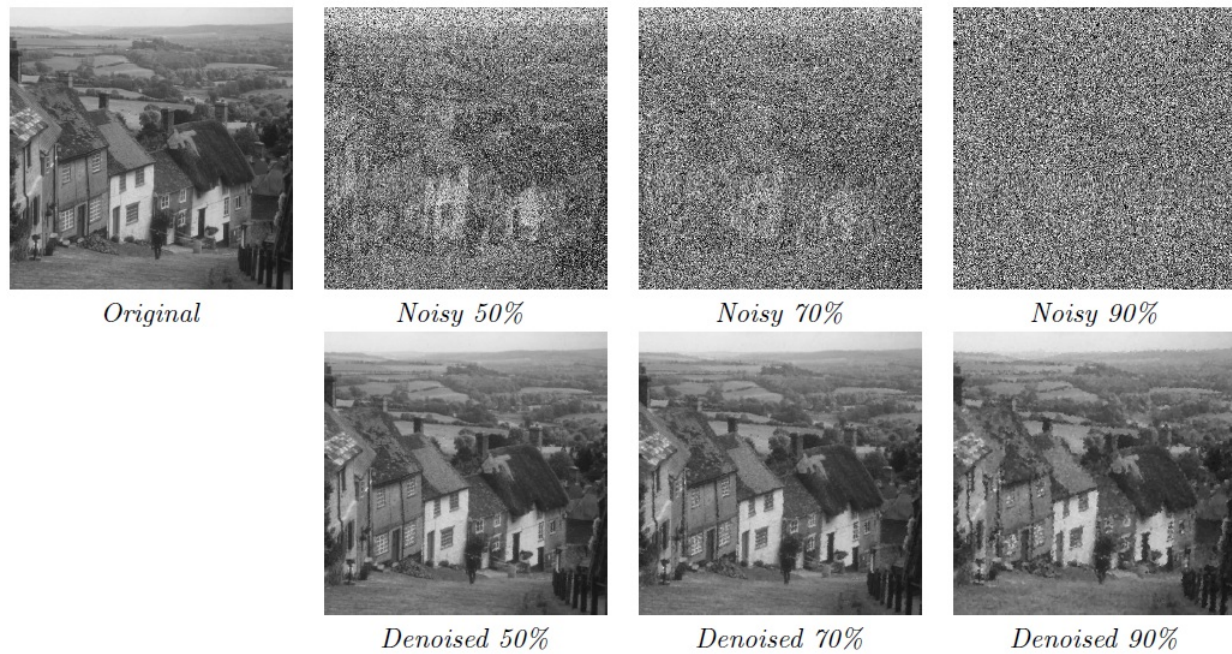 Original
Noisy 50%
Noisy 70%
Noisy 90%
Denoised 50%
Denoised 70%
Denoised 90%